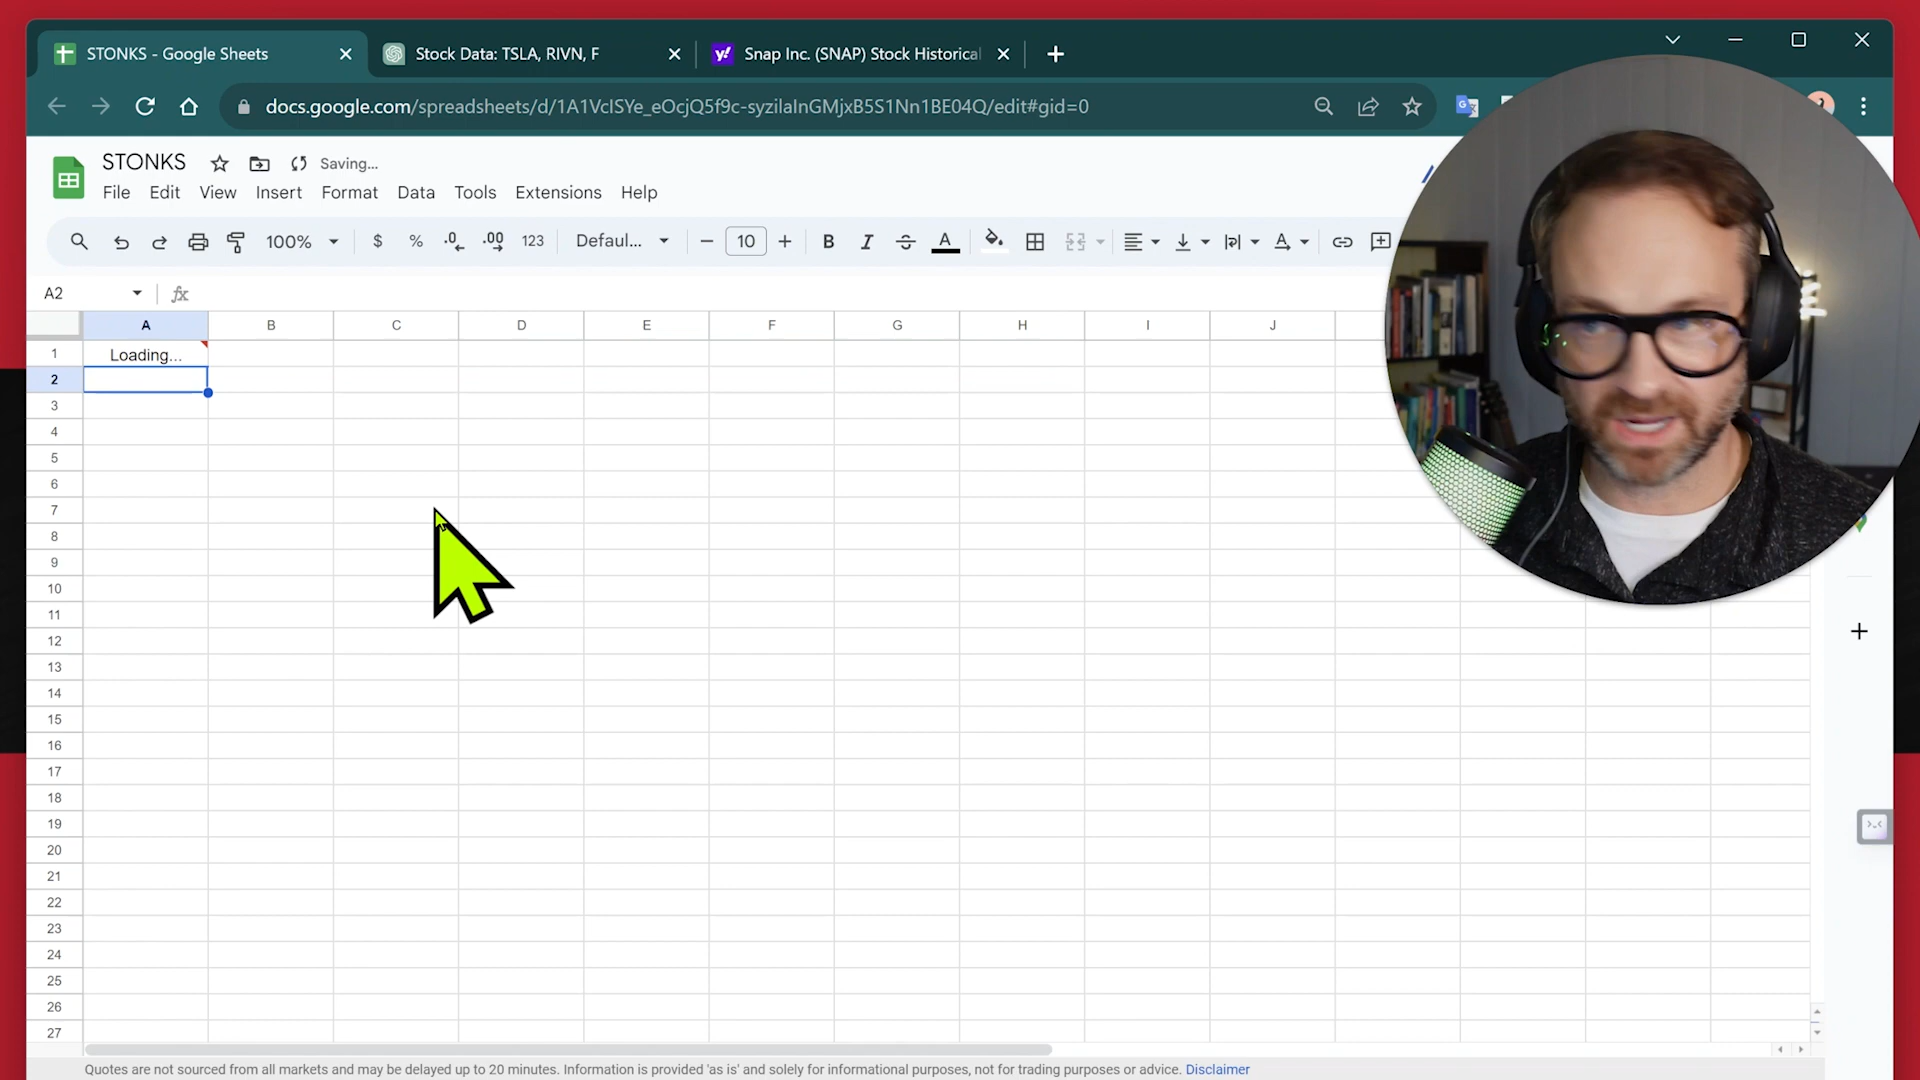 STONKS - Google Sheets
Stock Data: TSLA, RIVN, F
Snap Inc. (SNAP) Stock Historical
docs.google.com/spreadsheets/d/1A1VcISYe_eOcjQ5f9c-syzilaInGMjxB5S1Nn1BE04Q/edit#gid=0
STONKS
Saving...
File Edit View Insert Format Data Tools Extensions Help
100% $ % .0 .00 123 Defaul... 10 B I A
A2 fx
A B C D E F G H I J
1 Loading...
2
3
4
5
6
7
8
9
10
11
12
13
14
15
16
17
18
19
20
21
22
23
24
25
26
27
Quotes are not sourced from all markets and may be delayed up to 20 minutes. Information is provided 'as is' and solely for informational purposes, not for trading purposes or advice. Disclaimer